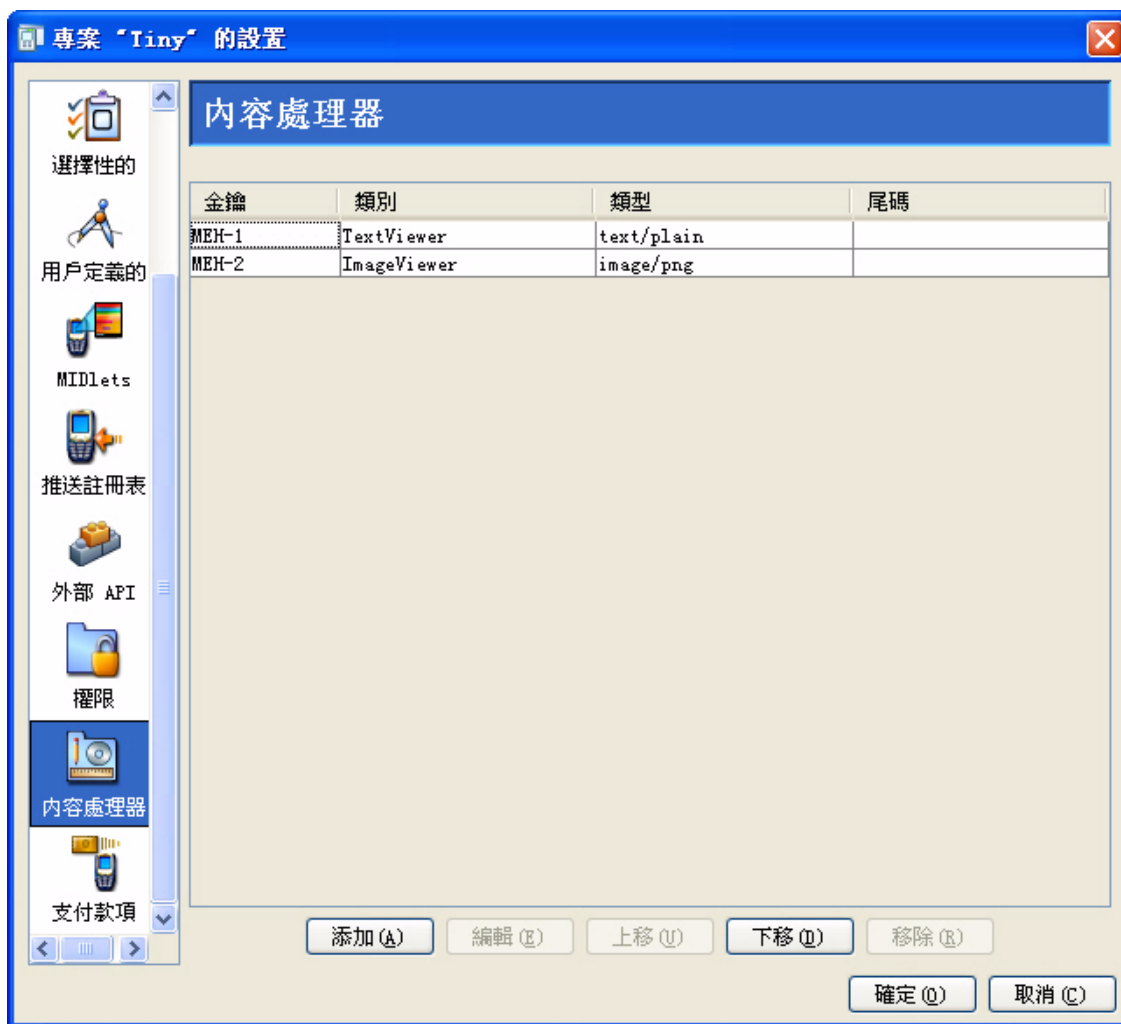 專案 "Tiny" 的設置
選擇性的
用戶定義的
MIDlets
推送註冊表
外部 API
權限
內容處理器
支付款項
內容處理器
金鑰 類別 類型 尾碼
MEH-1 TextViewer text/plain
MEH-2 ImageViewer image/png
添加(A) 編輯(E) 上移(U) 下移(D) 移除(R)
確定(O) 取消(C)